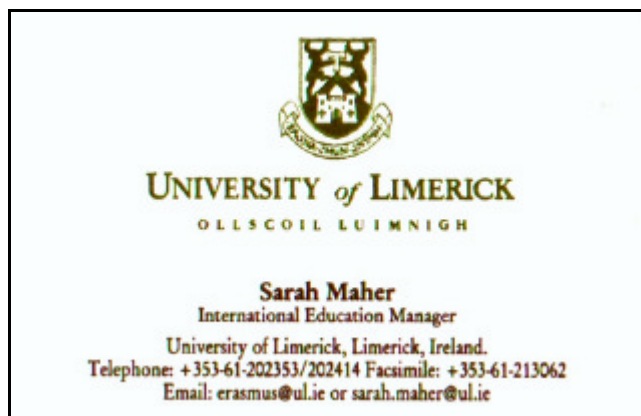 UNIVERSITY of LIMERICK
OLLSCOIL LUIMNIGH
Sarah Maher
International Education Manager
University of Limerick, Limerick, Ireland.
Telephone: +353-61-202353/202414 Facsimile: +353-61-213062
Email: erasmus@ul.ie or sarah.maher@ul.ie